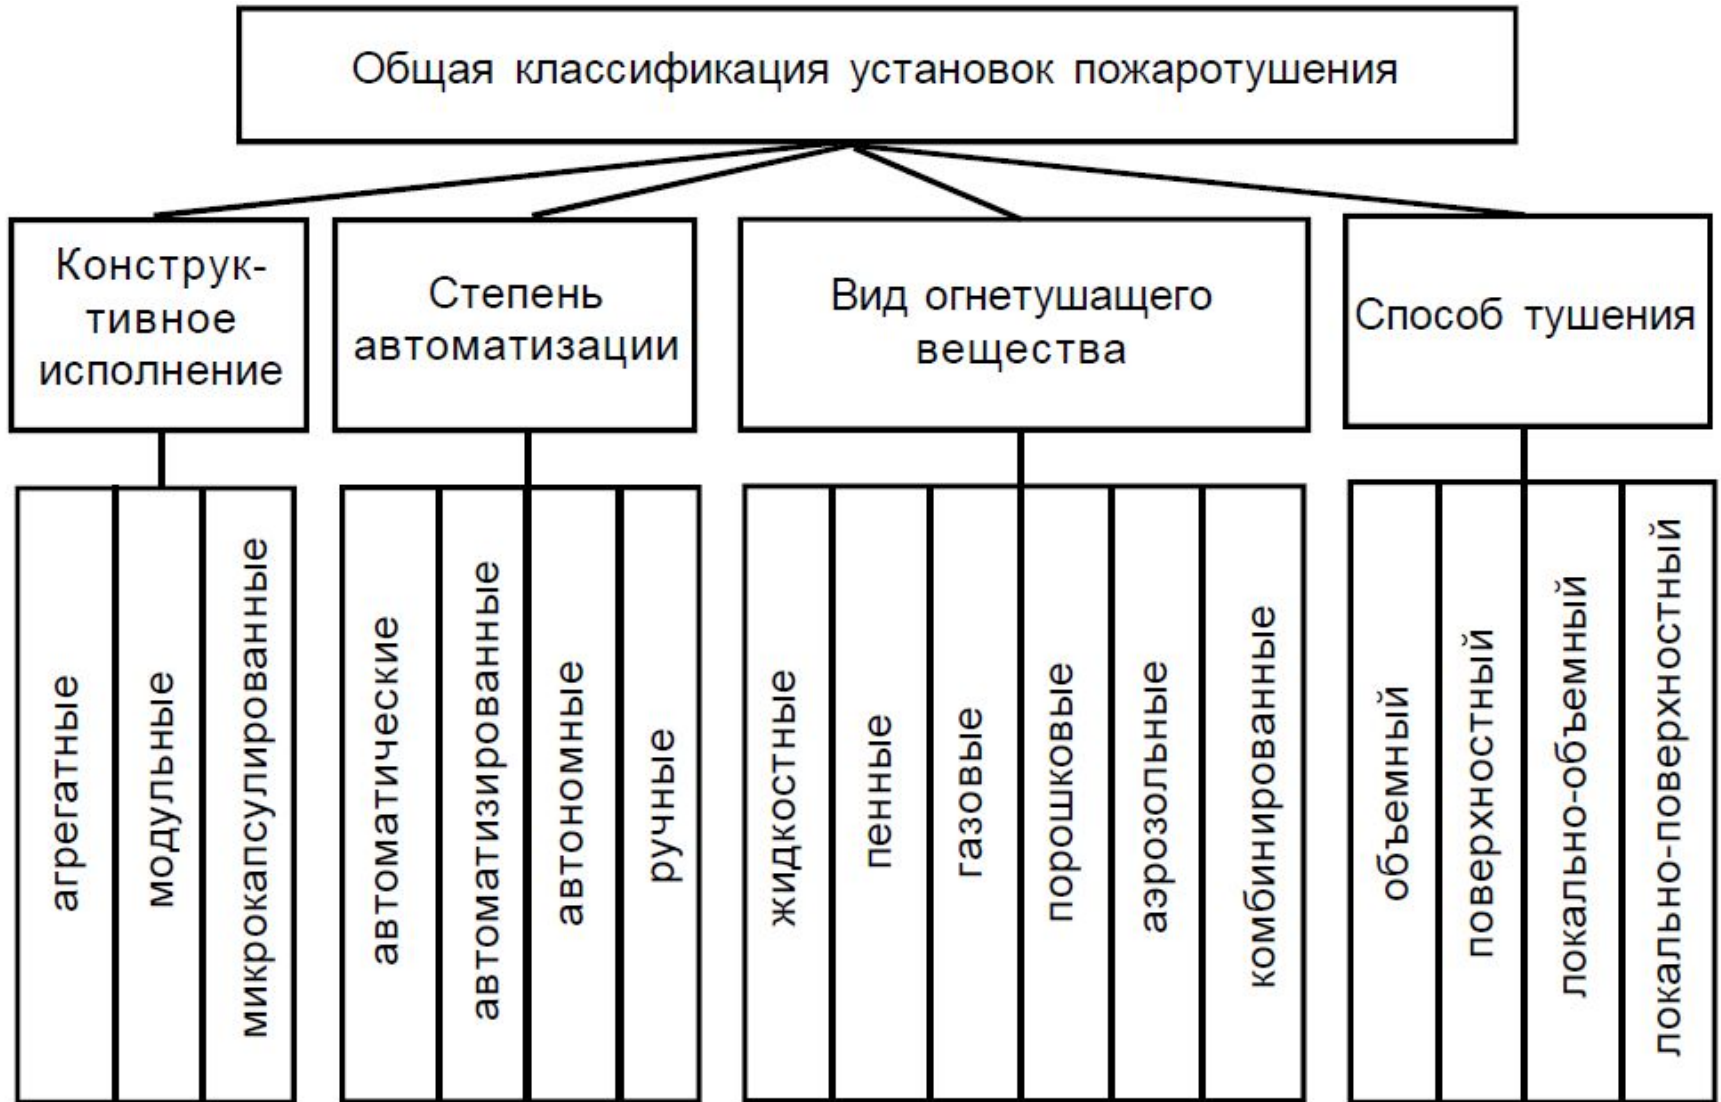 Общая классификация установок пожаротушения
Конструк-
тивное
исполнение
Степень
автоматизации
Вид огнетушащего
вещества
Способ тушения
агрегатные
модульные
микрокапсулированные
автоматические
автоматизированные
автономные
ручные
жидкостные
пенные
газовые
порошковые
аэрозольные
комбинированные
объемный
поверхностный
локально-объемный
локально-поверхностный